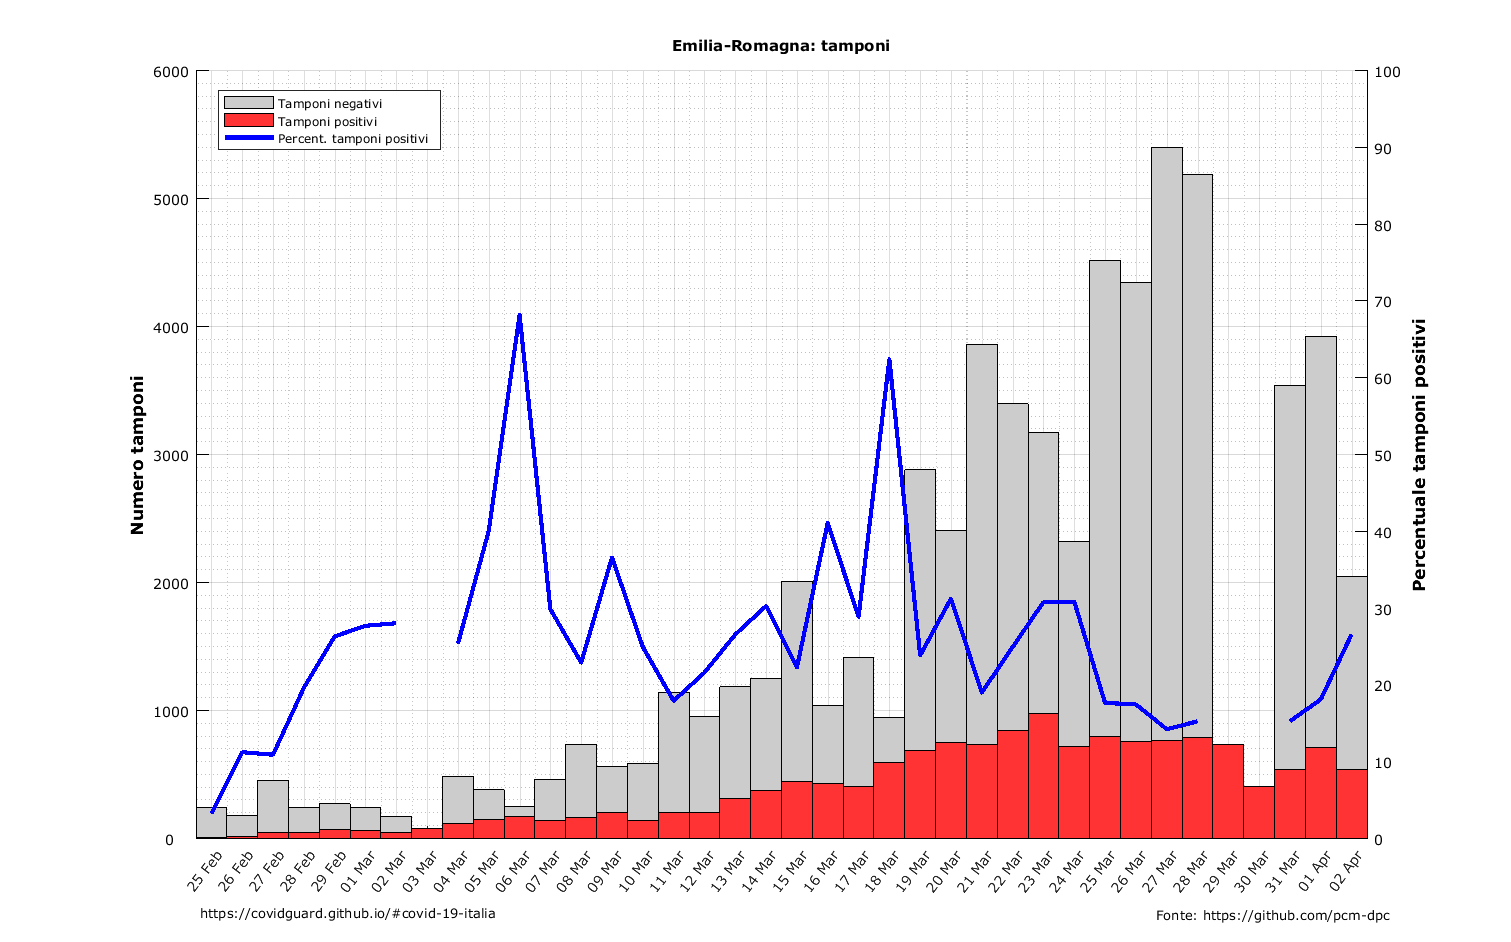 Emilia-Romagna: tamponi
6000
5000
4000
3000
2000
1000
0
100
90
80
70
60
50
40
30
20
10
0
Tamponi negativi
Tamponi positivi
Percent. tamponi positivi
Numero tamponi
Percentuale tamponi positivi
25 Feb
26 Feb
27 Feb
28 Feb
29 Feb
01 Mar
02 Mar
03 Mar
04 Mar
05 Mar
06 Mar
07 Mar
08 Mar
09 Mar
10 Mar
11 Mar
12 Mar
13 Mar
14 Mar
15 Mar
16 Mar
17 Mar
18 Mar
19 Mar
20 Mar
21 Mar
22 Mar
23 Mar
24 Mar
25 Mar
26 Mar
27 Mar
28 Mar
29 Mar
30 Mar
31 Mar
01 Apr
02 Apr
https://covidguard.github.io/#covid-19-italia
Fonte: https://github.com/pcm-dpc